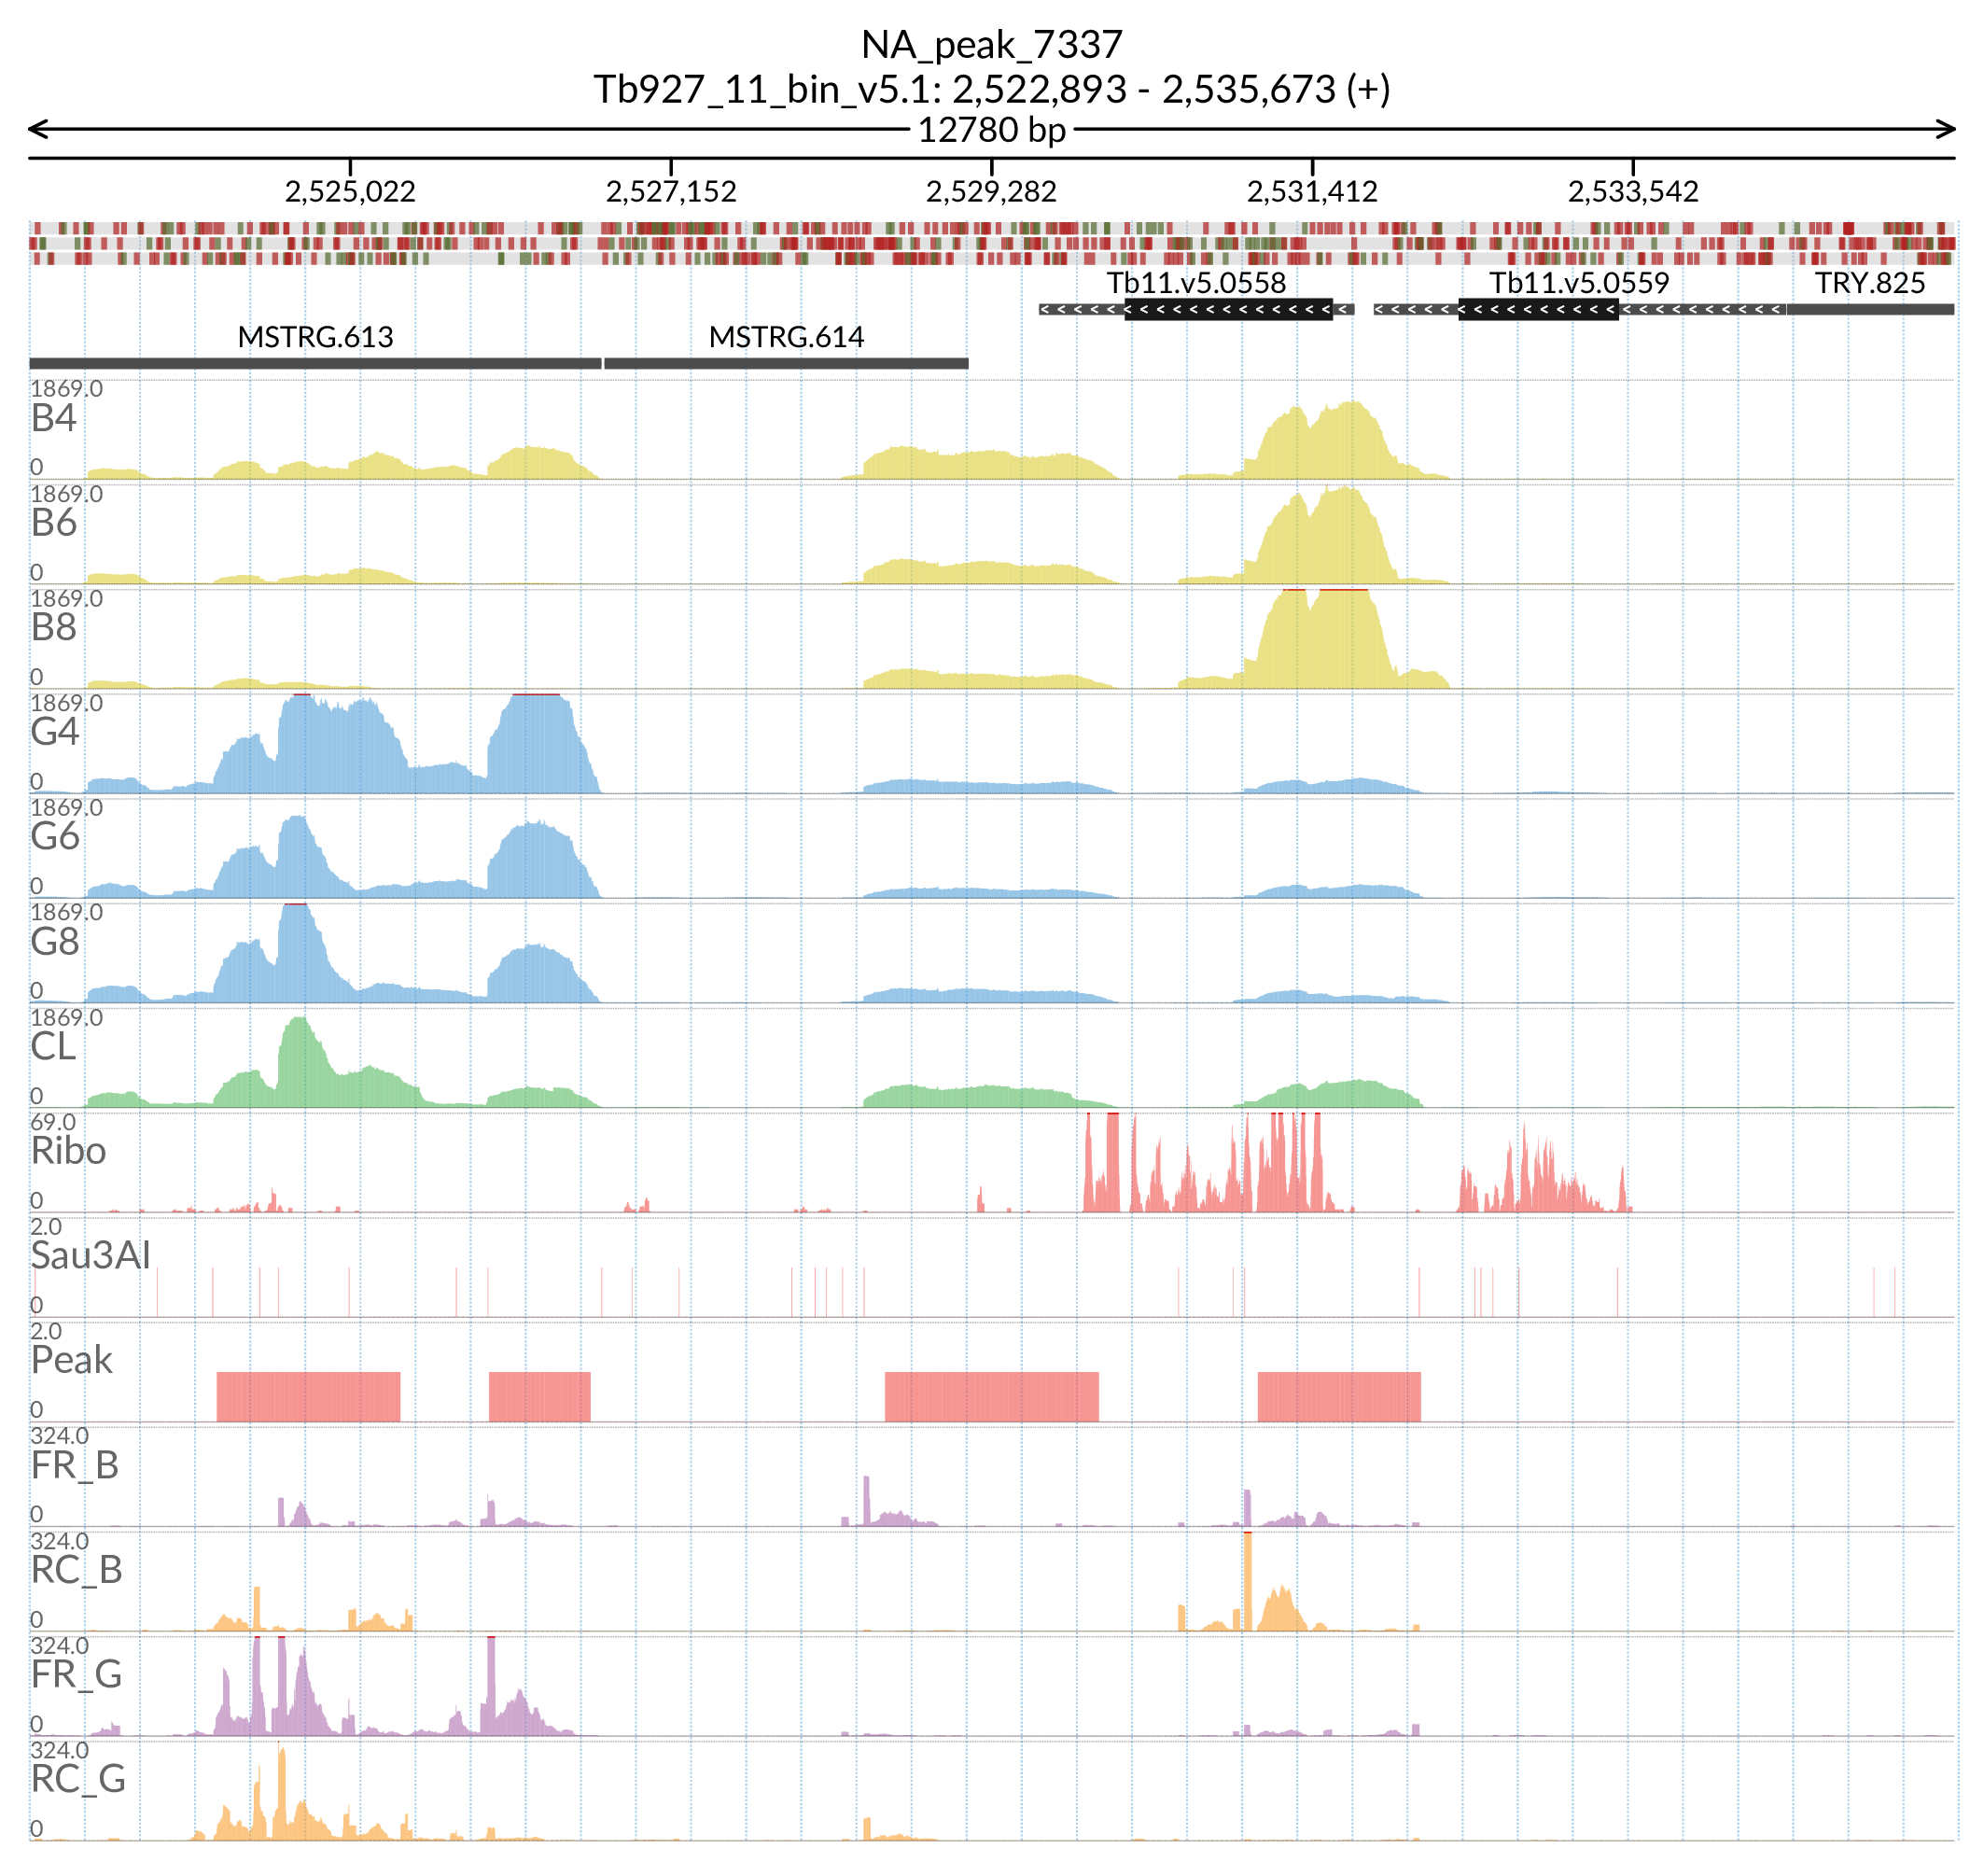 NA_peak_7337
Tb927_11_bin_v5.1: 2,522,893 - 2,535,673 (+)
12780 bp
2,525,022 2,527,152 2,529,282 2,531,412 2,533,542
Tb11.v5.0558 Tb11.v5.0559 TRY.825
MSTRG.613 MSTRG.614
1869.0
B4
0
1869.0
B6
0
1869.0
B8
0
1869.0
G4
0
1869.0
G6
0
1869.0
G8
0
1869.0
CL
0
69.0
Ribo
0
2.0
Sau3AI
0
2.0
Peak
0
324.0
FR_B
0
324.0
RC_B
0
324.0
FR_G
0
324.0
RC_G
0